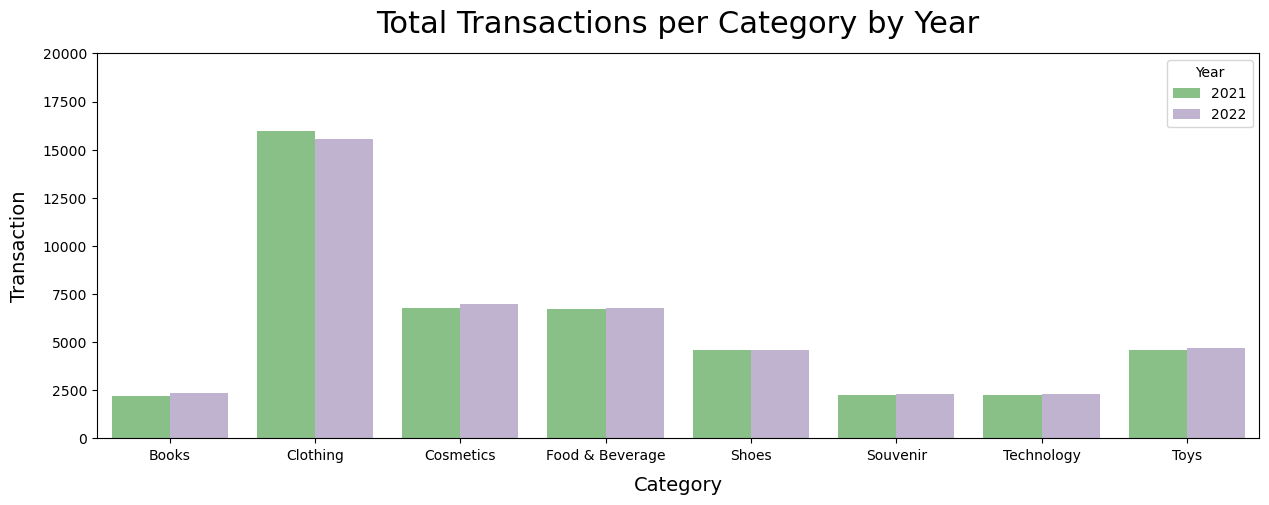 Total Transactions per Category by Year
20000
17500
15000
12500
10000
7500
5000
2500
0
Transaction
Year
2021
2022
Books
Clothing
Cosmetics
Food & Beverage
Shoes
Souvenir
Technology
Toys
Category